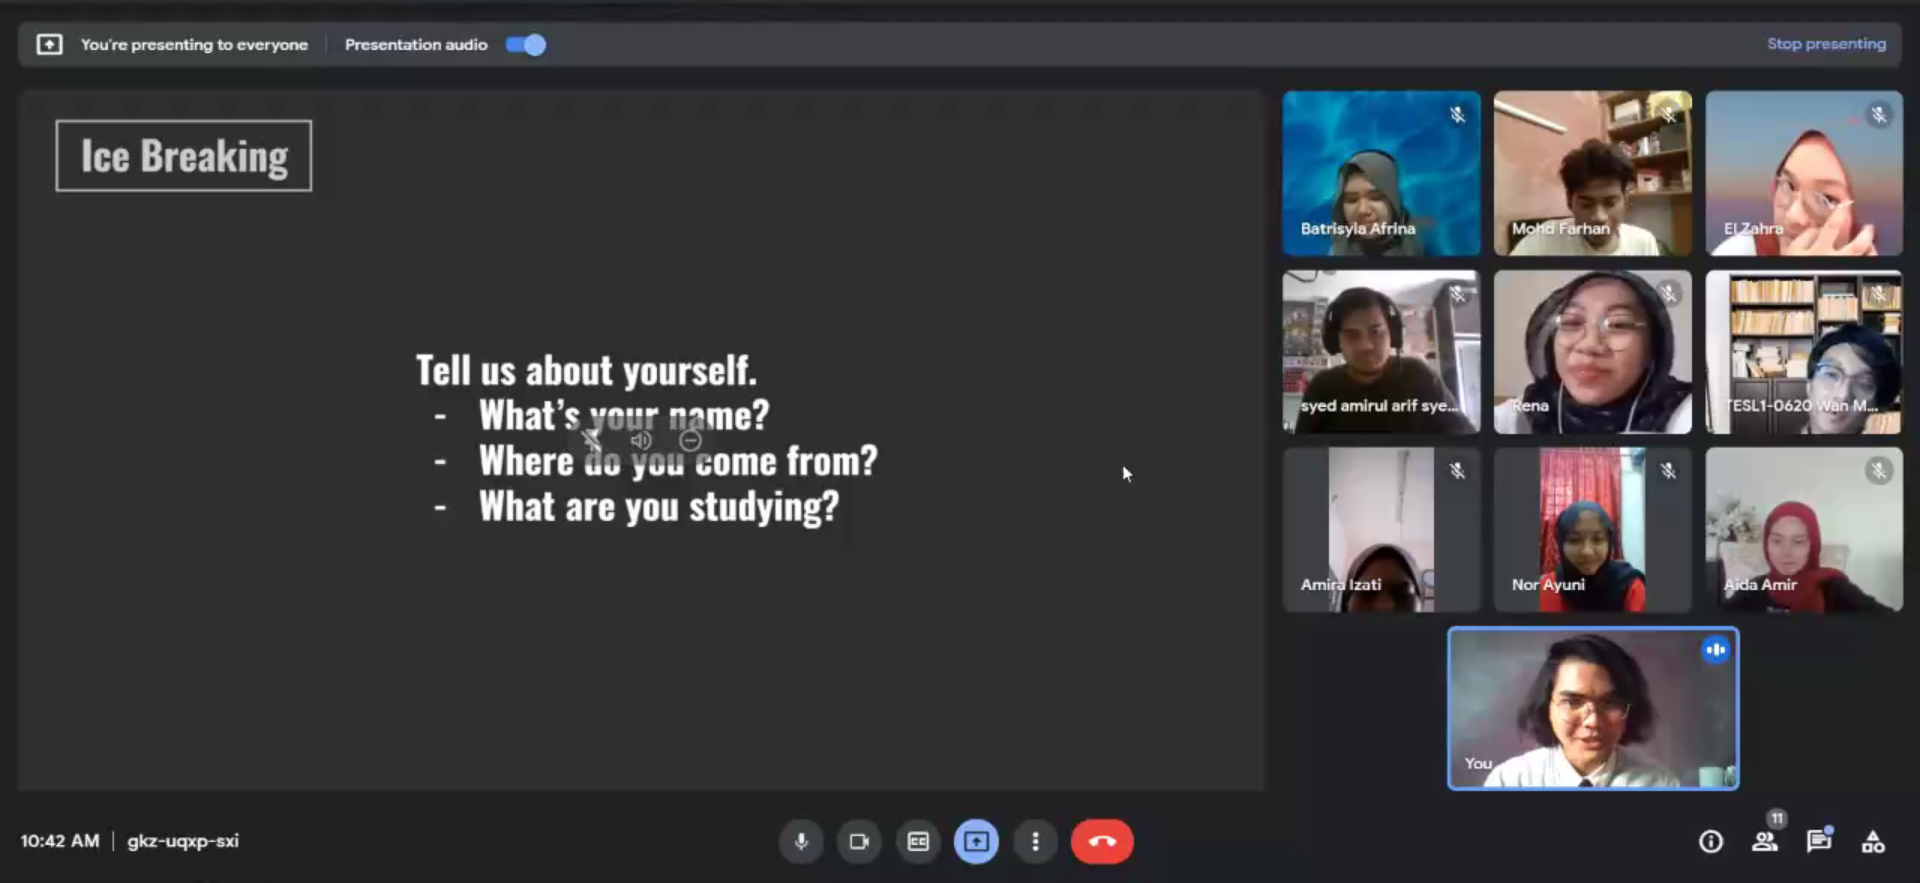 You're presenting to everyone
Presentation audio
Stop presenting
Ice Breaking
Tell us about yourself.
- What's your name?
- Where do you come from?
- What are you studying?
Batrisyia Afrina
Mohd Farhan
El Zahra
syed amirul arif sye...
Rena
TESL1-0620 Wan M...
Amira Izati
Nor Ayuni
Aida Amir
You
10:42 AM | gkz-uqxp-sxi
CC
11